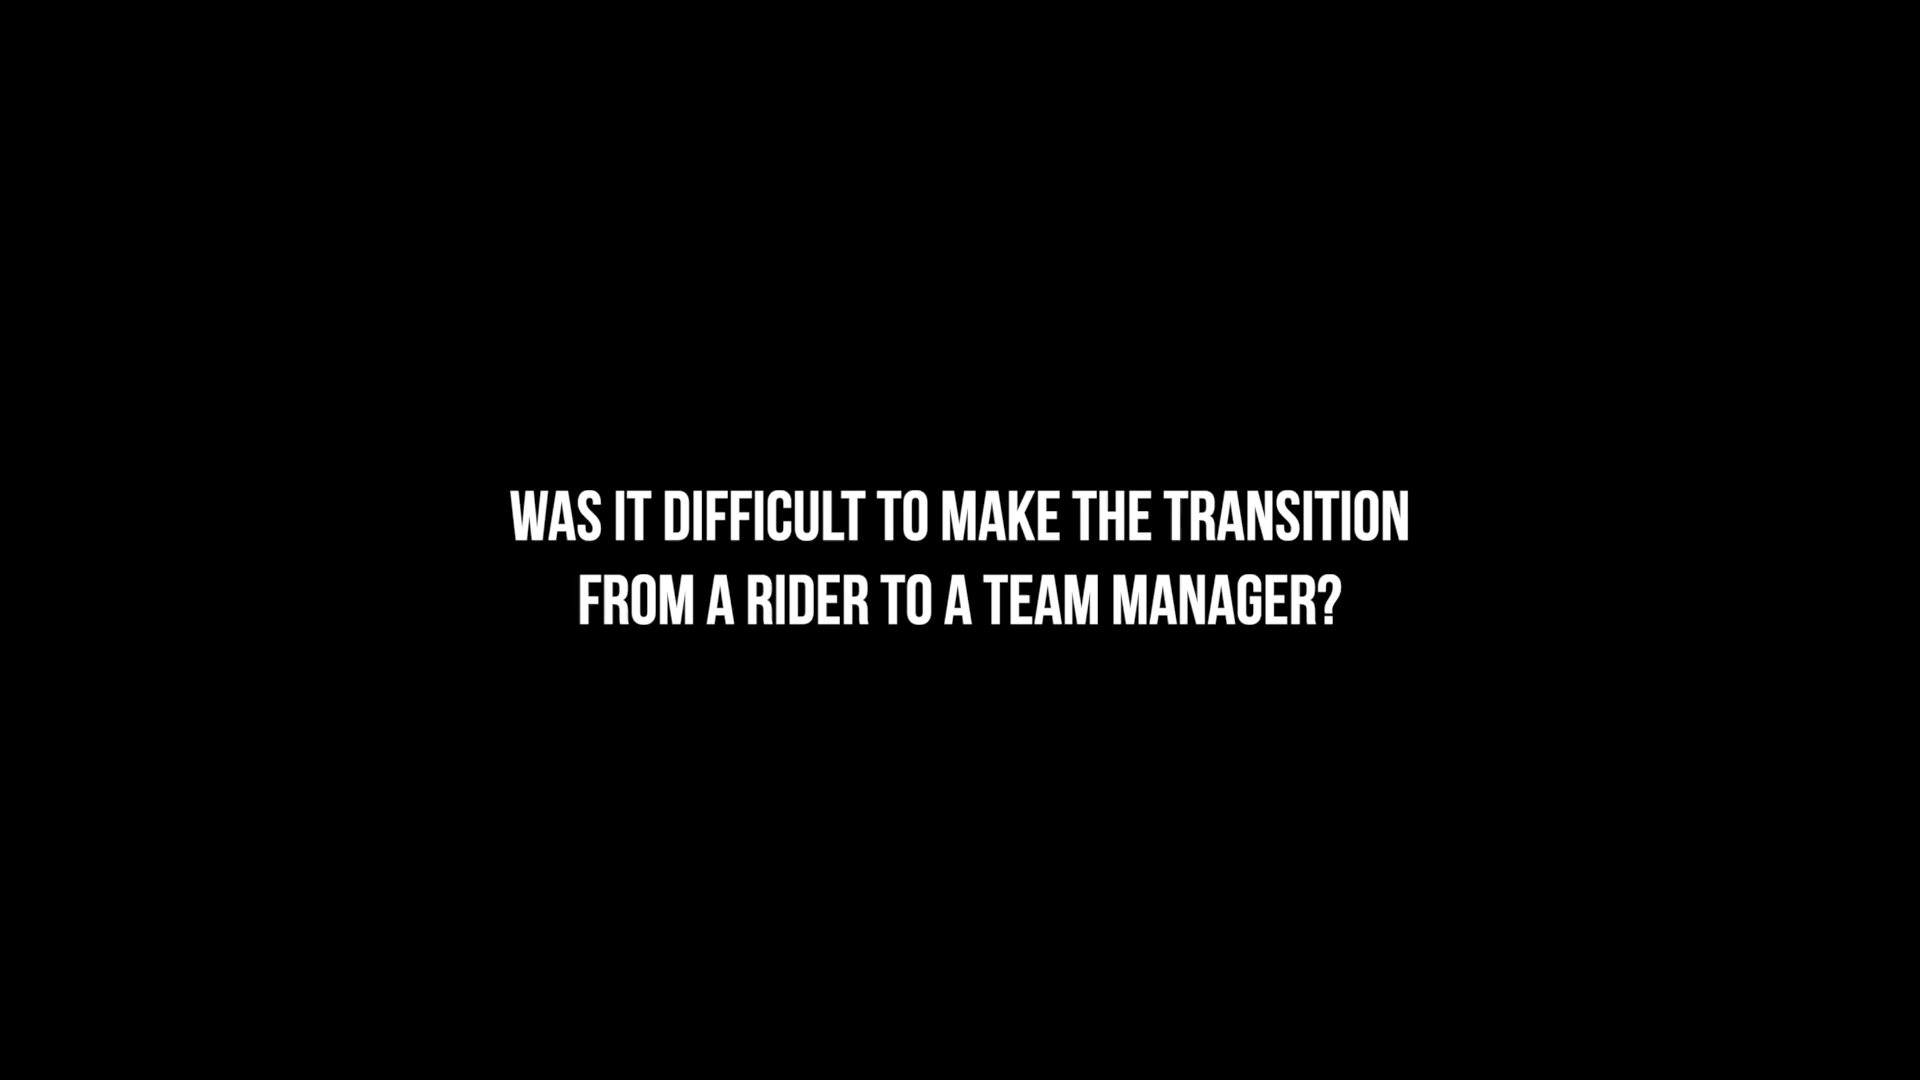 WAS IT DIFFICULT TO MAKE THE TRANSITION
FROM A RIDER TO A TEAM MANAGER?